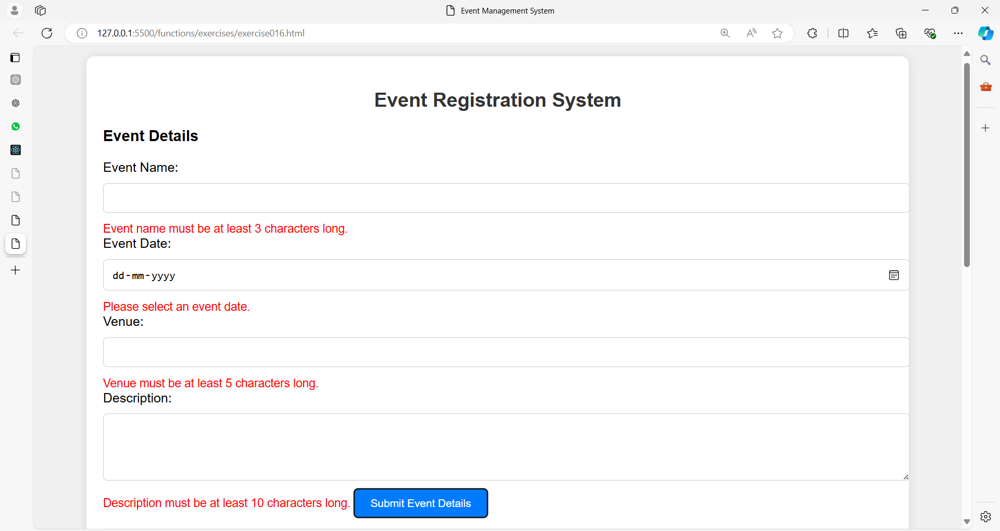 Event Management System
127.0.0.1:5500/functions/exercises/exercise016.html
Event Registration System
Event Details
Event Name:
Event name must be at least 3 characters long.
Event Date:
dd-mm-yyyy
Please select an event date.
Venue:
Venue must be at least 5 characters long.
Description:
Description must be at least 10 characters long. Submit Event Details